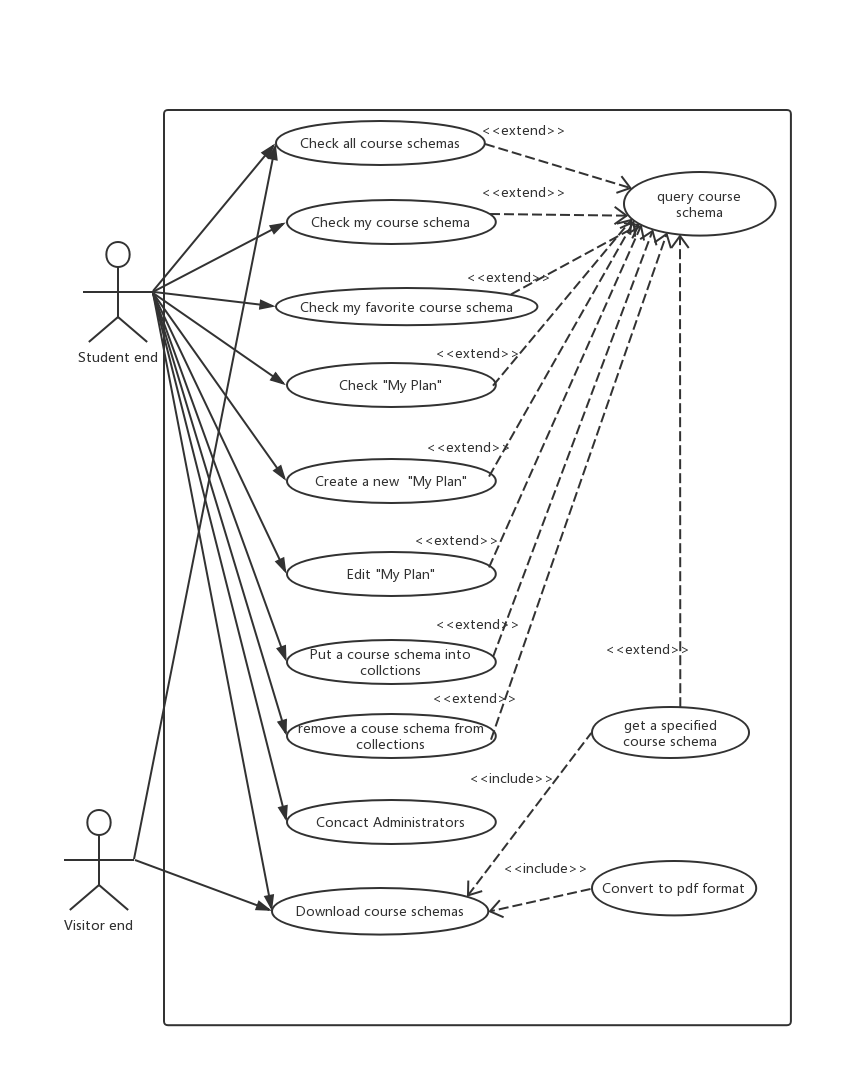 <<extend>>
Check all course schemas
<<extend>>
query course
schema
Check my course schema
<<extend>>
Check my favorite course schema
Student end
<<extend>>
Check "My Plan"
<<extend>>
Create a new  "My Plan"
<<extend>>
Edit "My Plan"
<<extend>>
Put a course schema into
collctions
<<extend>>
<<extend>>
remove a couse schema from
collections
get a specified
course schema
<<include>>
Concact Administrators
<<include>>
Convert to pdf format
Download course schemas
Visitor end